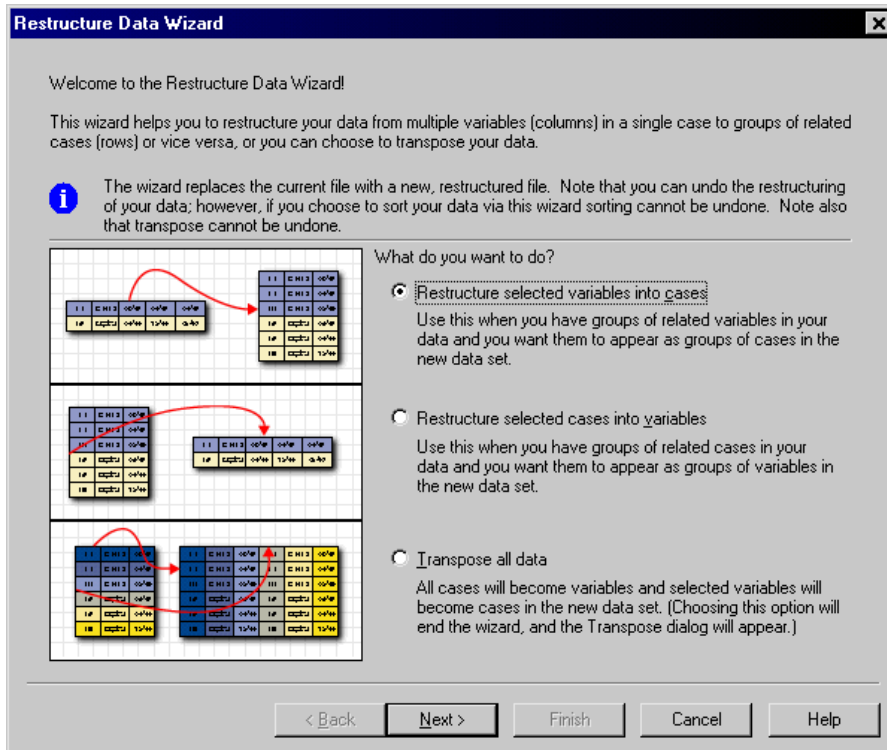 Restructure Data Wizard
Welcome to the Restructure Data Wizard!
This wizard helps you to restructure your data from multiple variables (columns) in a single case to groups of related
cases (rows) or vice versa, or you can choose to transpose your data.
The wizard replaces the current file with a new, restructured file. Note that you can undo the restructuring
of your data; however, if you choose to sort your data via this wizard sorting cannot be undone. Note also
that transpose cannot be undone.
What do you want to do?
Restructure selected variables into cases
Use this when you have groups of related variables in your
data and you want them to appear as groups of cases in the
new data set.
Restructure selected cases into variables
Use this when you have groups of related cases in your
data and you want them to appear as groups of variables in
the new data set.
Transpose all data
All cases will become variables and selected variables will
become cases in the new data set. (Choosing this option will
end the wizard, and the Transpose dialog will appear.)
< Back
Next >
Finish
Cancel
Help